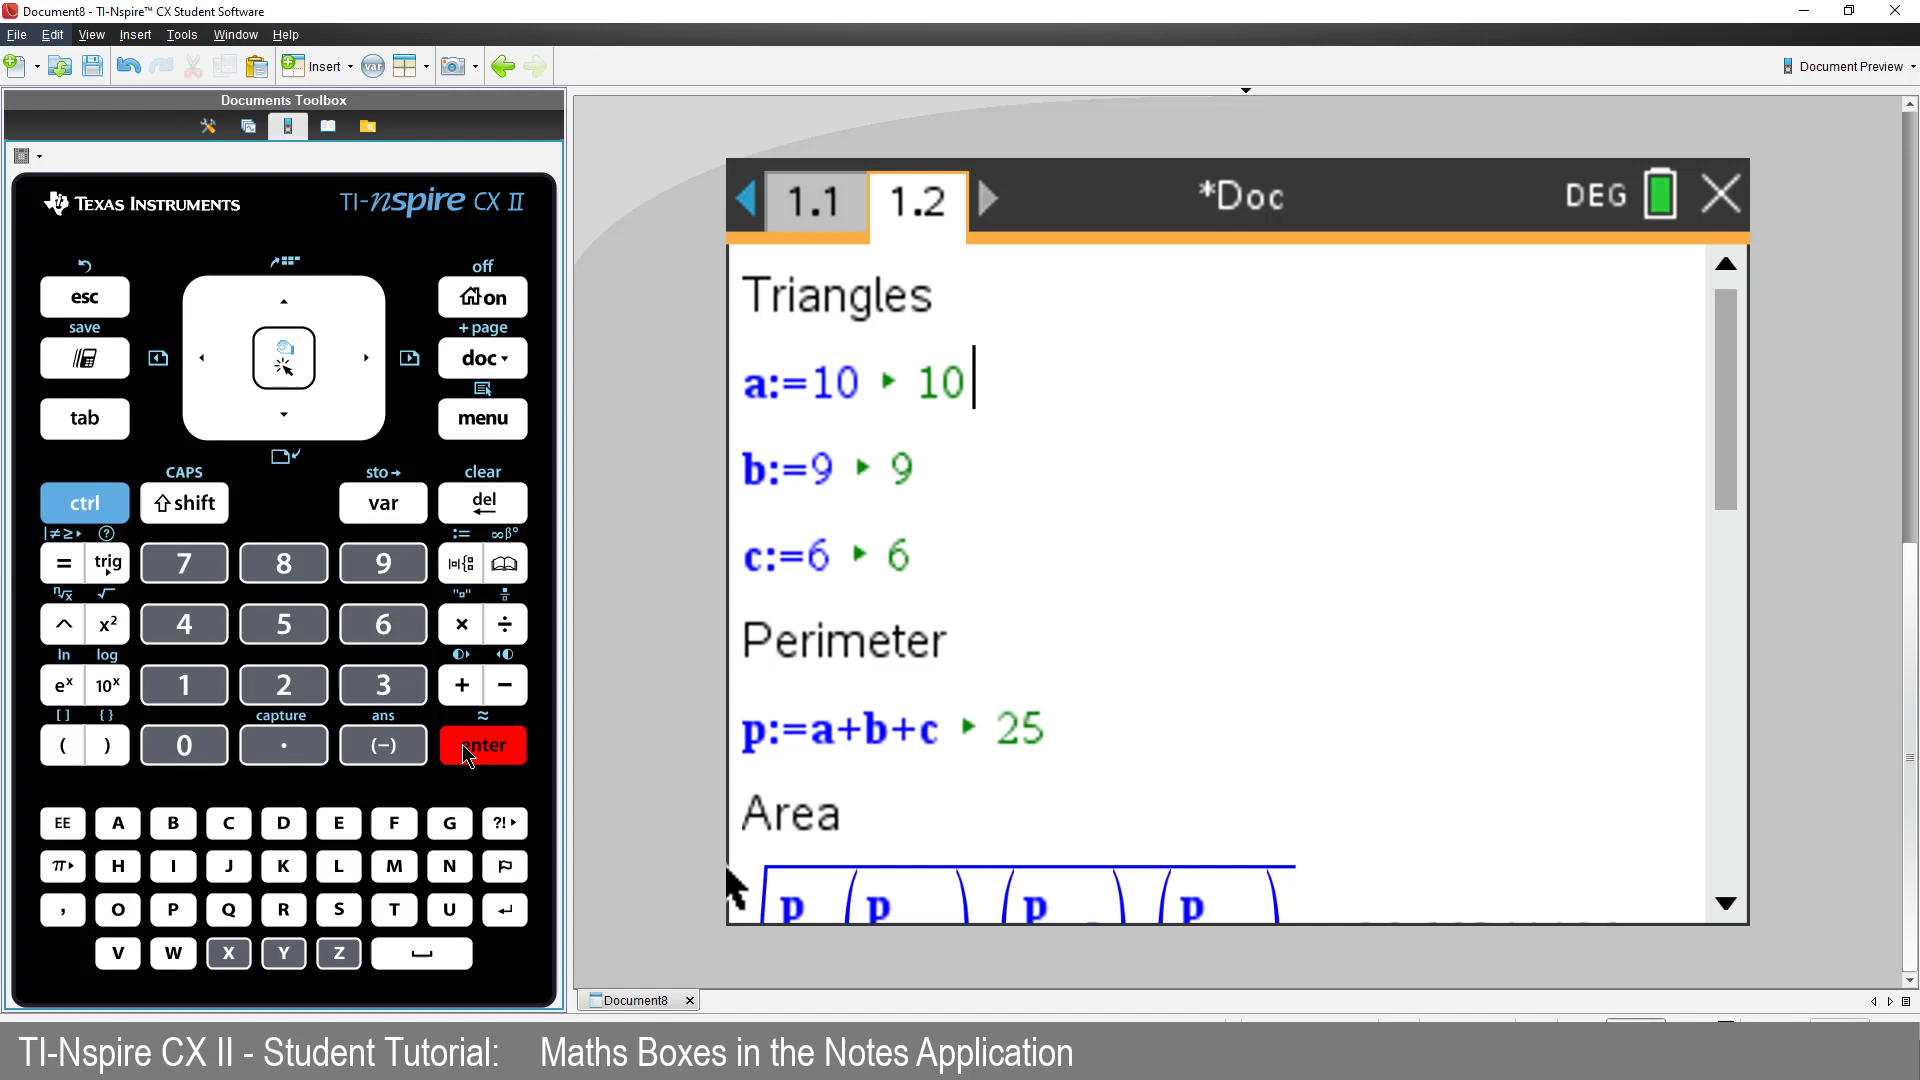 Document8 - TI-Nspire™ CX Student Software
File Edit View Insert Tools Window Help
Insert var Document Preview
Documents Toolbox
TEXAS INSTRUMENTS TI-nspire CX II
off
esc on
save + page
doc
tab menu
CAPS sto→ clear
ctrl shift var del
|≠≥▸ ? := ∞β°
= trig 7 8 9 |□|{
ⁿ√x √ "□"
^ x² 4 5 6 × ÷
ln log
eˣ 10ˣ 1 2 3 + −
[ ] { } capture ans ≈
( ) 0 . (−) enter
EE A B C D E F G ?!▸
π▸ H I J K L M N
, O P Q R S T U
V W X Y Z
1.1 1.2 *Doc DEG
Triangles
a:=10 ▸ 10
b:=9 ▸ 9
c:=6 ▸ 6
Perimeter
p:=a+b+c ▸ 25
Area
p (p ) (p ) (p )
Document8
TI-Nspire CX II - Student Tutorial: Maths Boxes in the Notes Application